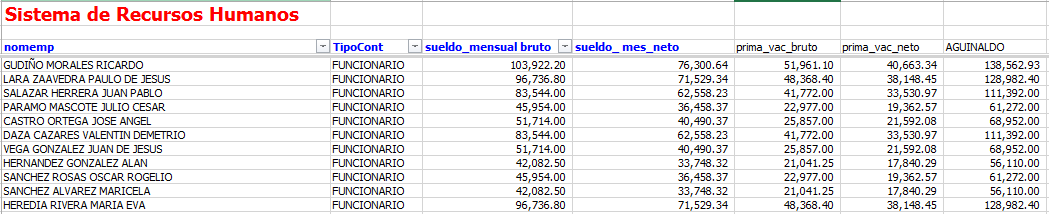 Sistema de Recursos Humanos
nomemp TipoCont sueldo_mensual bruto sueldo_ mes_neto prima_vac_bruto prima_vac_neto AGUINALDO
GUDIÑO MORALES RICARDO FUNCIONARIO 103,922.20 76,300.64 51,961.10 40,663.34 138,562.93
LARA ZAAVEDRA PAULO DE JESUS FUNCIONARIO 96,736.80 71,529.34 48,368.40 38,148.45 128,982.40
SALAZAR HERRERA JUAN PABLO FUNCIONARIO 83,544.00 62,558.23 41,772.00 33,530.97 111,392.00
PARAMO MASCOTE JULIO CESAR FUNCIONARIO 45,954.00 36,458.37 22,977.00 19,362.57 61,272.00
CASTRO ORTEGA JOSE ANGEL FUNCIONARIO 51,714.00 40,490.37 25,857.00 21,592.08 68,952.00
DAZA CAZARES VALENTIN DEMETRIO FUNCIONARIO 83,544.00 62,558.23 41,772.00 33,530.97 111,392.00
VEGA GONZALEZ JUAN DE JESUS FUNCIONARIO 51,714.00 40,490.37 25,857.00 21,592.08 68,952.00
HERNANDEZ GONZALEZ ALAN FUNCIONARIO 42,082.50 33,748.32 21,041.25 17,840.29 56,110.00
SANCHEZ ROSAS OSCAR ROGELIO FUNCIONARIO 45,954.00 36,458.37 22,977.00 19,362.57 61,272.00
SANCHEZ ALVAREZ MARICELA FUNCIONARIO 42,082.50 33,748.32 21,041.25 17,840.29 56,110.00
HEREDIA RIVERA MARIA EVA FUNCIONARIO 96,736.80 71,529.34 48,368.40 38,148.45 128,982.40